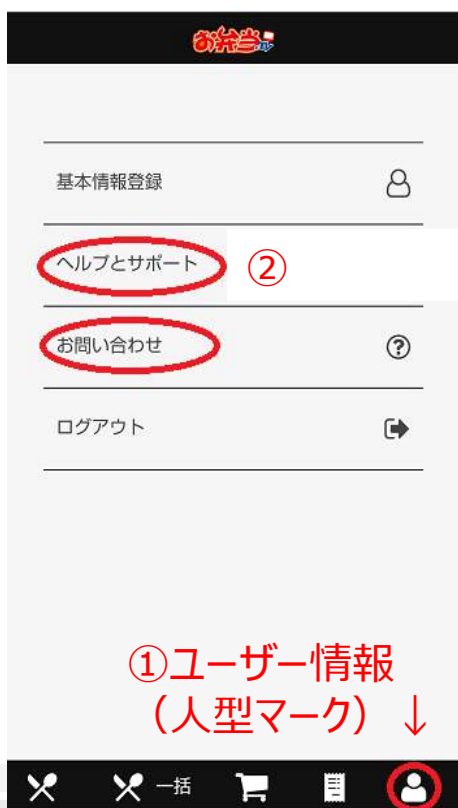 お弁当.
基本情報登録
ヘルプとサポート
②
お問い合わせ
ログアウト
①ユーザー情報
（人型マーク）↓
一括